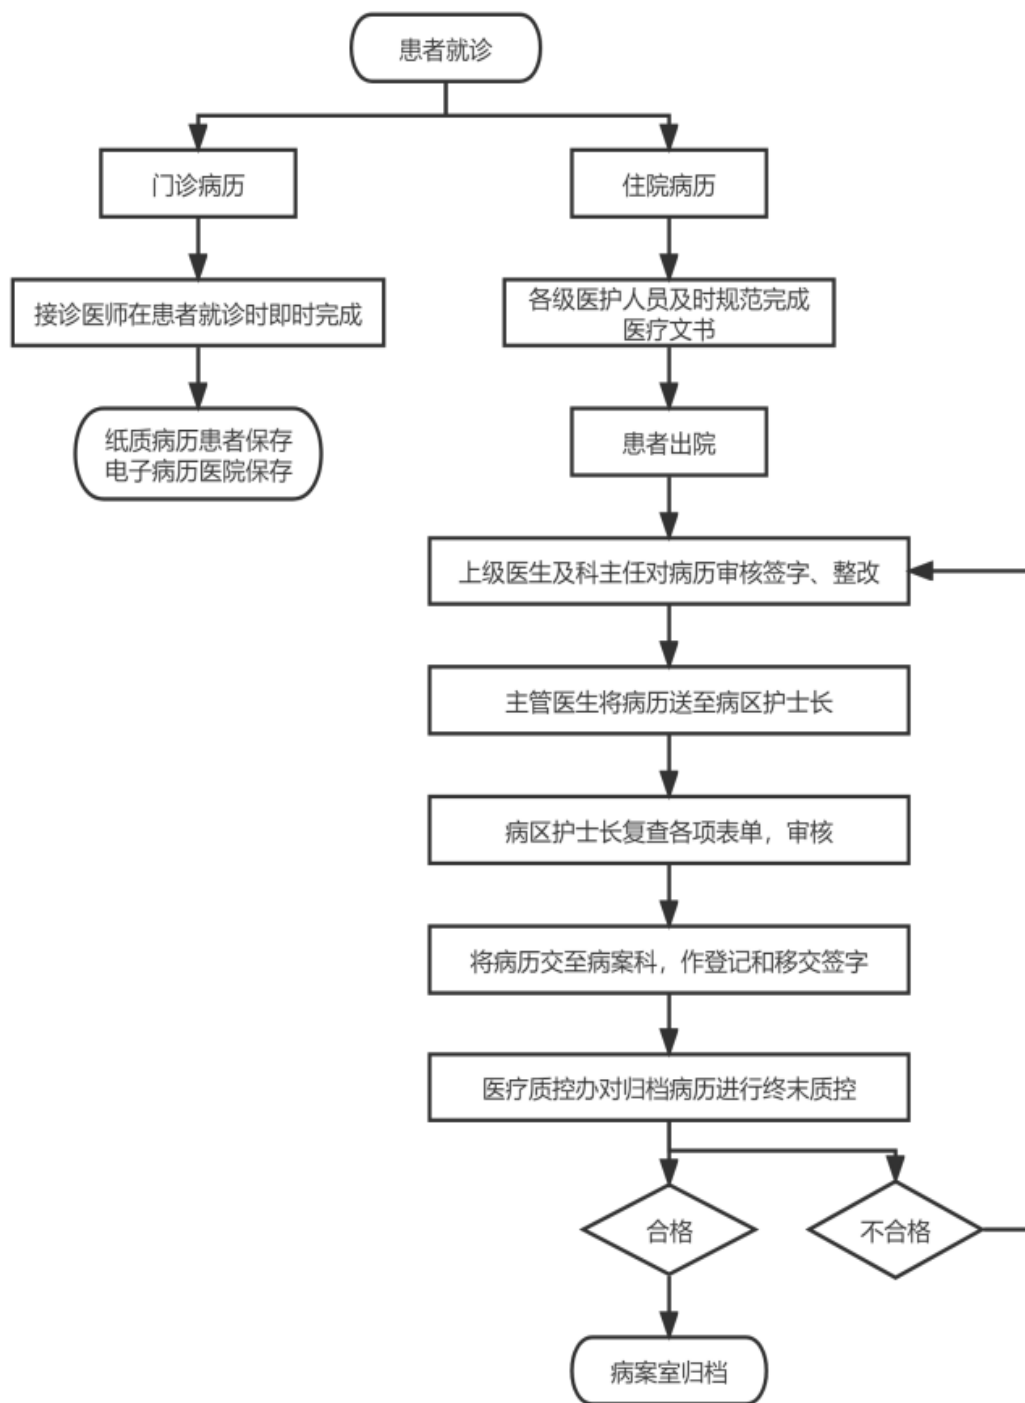 患者就诊
门诊病历
住院病历
接诊医师在患者就诊时即时完成
各级医护人员及时规范完成
医疗文书
纸质病历患者保存
电子病历医院保存
患者出院
上级医生及科主任对病历审核签字、整改
主管医生将病历送至病区护士长
病区护士长复查各项表单，审核
将病历交至病案科，作登记和移交签字
医疗质控办对归档病历进行终末质控
合格
不合格
病案室归档